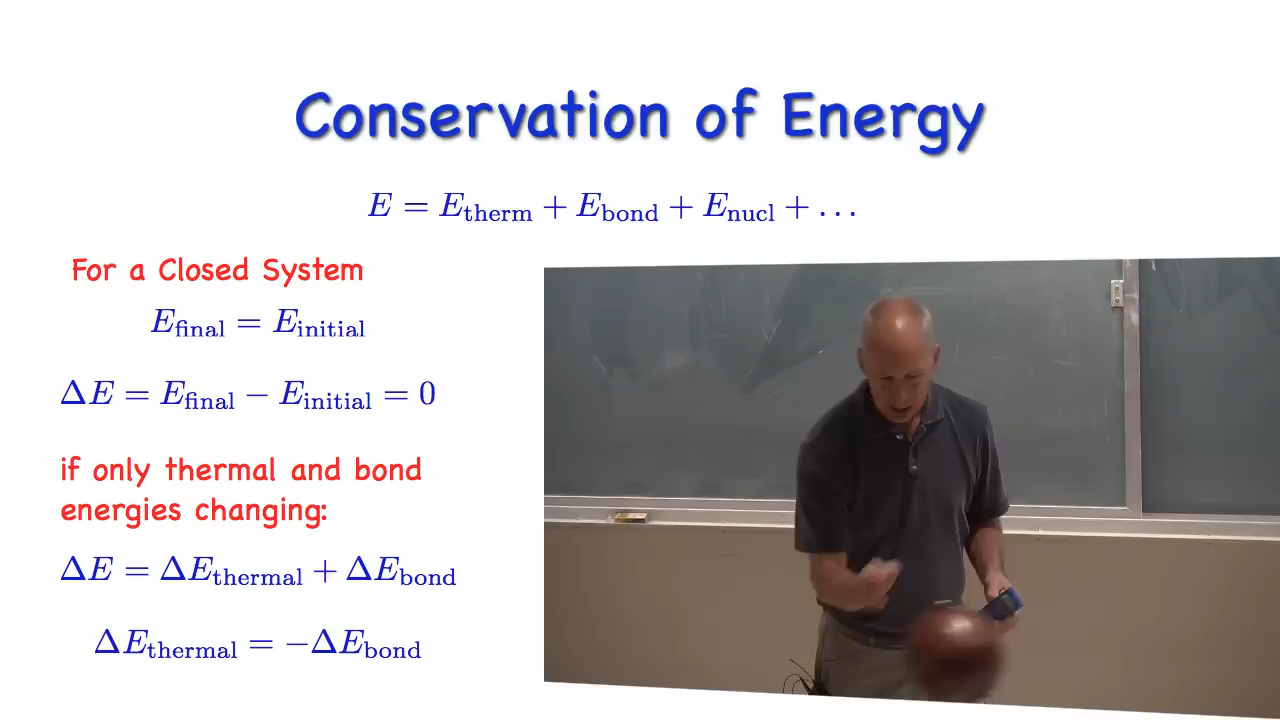 Conservation of Energy
E = E_therm + E_bond + E_nucl + …
For a Closed System
E_final = E_initial
ΔE = E_final − E_initial = 0
if only thermal and bond
energies changing:
ΔE = ΔE_thermal + ΔE_bond
ΔE_thermal = −ΔE_bond